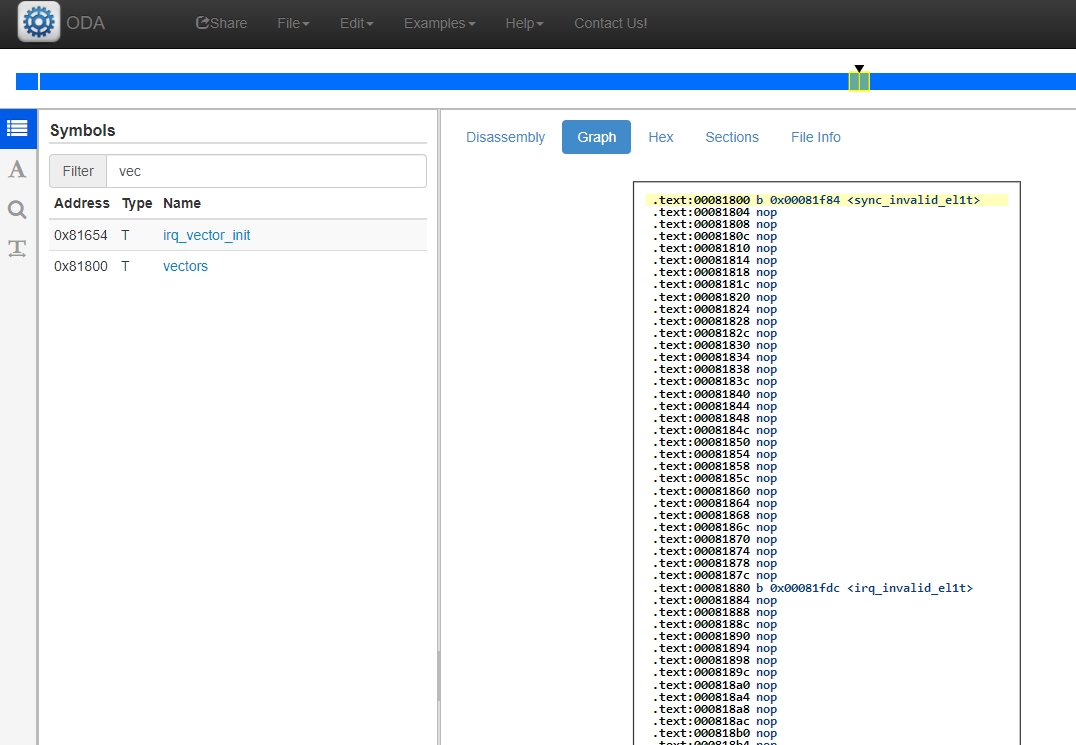 ODA Share File Edit Examples Help Contact Us!
Symbols
Filter vec
Address Type Name
0x81654 T irq_vector_init
0x81800 T vectors
Disassembly Graph Hex Sections File Info
.text:00081800 b 0x00081f84 <sync_invalid_el1t>
.text:00081804 nop
.text:00081808 nop
.text:0008180c nop
.text:00081810 nop
.text:00081814 nop
.text:00081818 nop
.text:0008181c nop
.text:00081820 nop
.text:00081824 nop
.text:00081828 nop
.text:0008182c nop
.text:00081830 nop
.text:00081834 nop
.text:00081838 nop
.text:0008183c nop
.text:00081840 nop
.text:00081844 nop
.text:00081848 nop
.text:0008184c nop
.text:00081850 nop
.text:00081854 nop
.text:00081858 nop
.text:0008185c nop
.text:00081860 nop
.text:00081864 nop
.text:00081868 nop
.text:0008186c nop
.text:00081870 nop
.text:00081874 nop
.text:00081878 nop
.text:0008187c nop
.text:00081880 b 0x00081fdc <irq_invalid_el1t>
.text:00081884 nop
.text:00081888 nop
.text:0008188c nop
.text:00081890 nop
.text:00081894 nop
.text:00081898 nop
.text:0008189c nop
.text:000818a0 nop
.text:000818a4 nop
.text:000818a8 nop
.text:000818ac nop
.text:000818b0 nop
.text:000818b4 nop